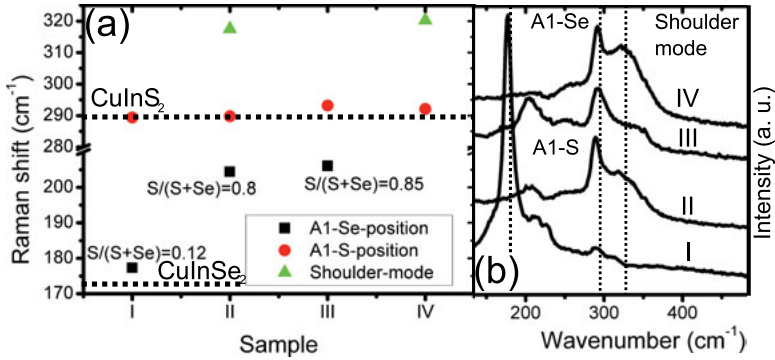 (a)
Raman shift (cm⁻¹)
320
310
300
290
280
200
190
180
170
CuInS₂
S/(S+Se)=0.8
S/(S+Se)=0.85
S/(S+Se)=0.12
CuInSe₂
A1-Se-position
A1-S-position
Shoulder-mode
I
II
III
IV
Sample
A1-Se
Shoulder
mode
IV
III
A1-S
II
I
(b)
200
300
400
Wavenumber (cm⁻¹)
Intensity (a. u.)